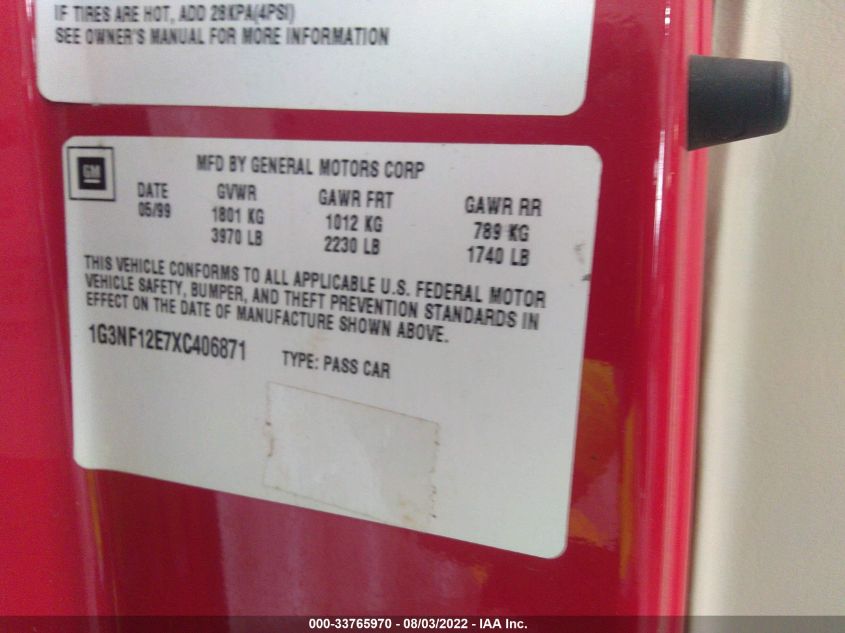 IF TIRES ARE HOT, ADD 28KPA(4PSI)
SEE OWNER'S MANUAL FOR MORE INFORMATION
GM
MFD BY GENERAL MOTORS CORP
DATE GVWR GAWR FRT GAWR RR
05/99 1801 KG 1012 KG 789 KG
3970 LB 2230 LB 1740 LB
THIS VEHICLE CONFORMS TO ALL APPLICABLE U.S. FEDERAL MOTOR
VEHICLE SAFETY, BUMPER, AND THEFT PREVENTION STANDARDS IN
EFFECT ON THE DATE OF MANUFACTURE SHOWN ABOVE.
1G3NF12E7XC406871 TYPE: PASS CAR
000-33765970 - 08/03/2022 - IAA Inc.